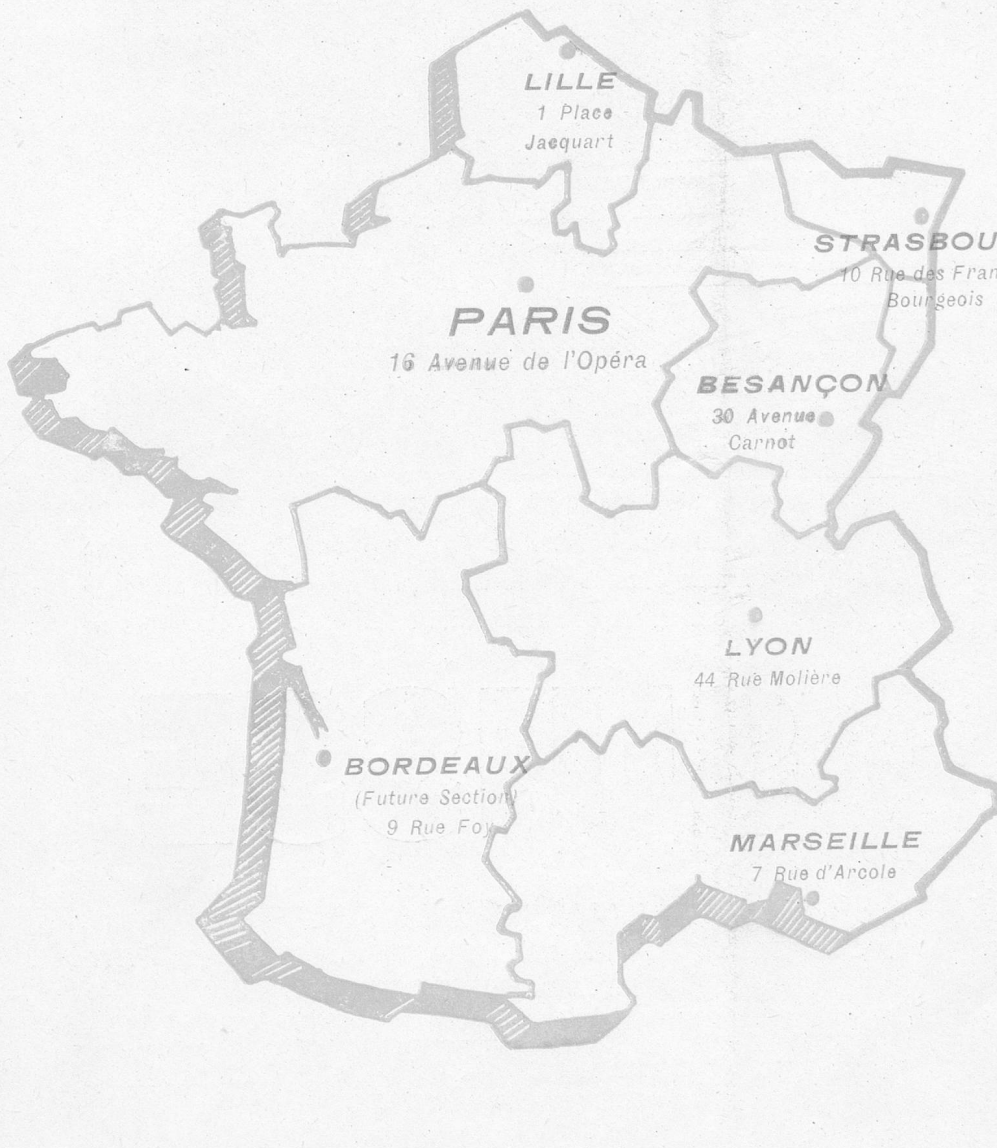 LILLE
1 Place
Jacquart
STRASBOU
10 Rue des Fran
Bourgeois
PARIS
16 Avenue de l'Opéra
BESANÇON
30 Avenue
Carnot
LYON
44 Rue Molière
BORDEAUX
(Future Section)
9 Rue Foy
MARSEILLE
7 Rue d'Arcole